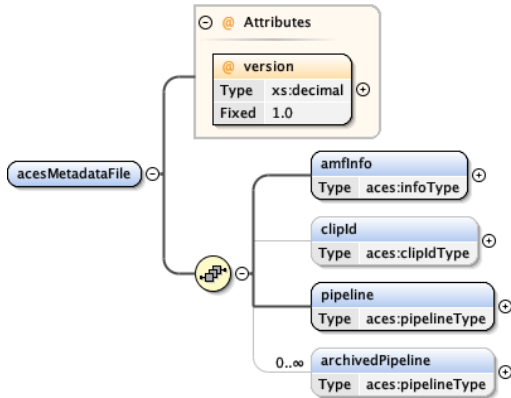 @ Attributes
@ version
Type xs:decimal
Fixed 1.0
acesMetadataFile
amfInfo
Type aces:infoType
clipId
Type aces:clipIdType
pipeline
Type aces:pipelineType
0..∞
archivedPipeline
Type aces:pipelineType